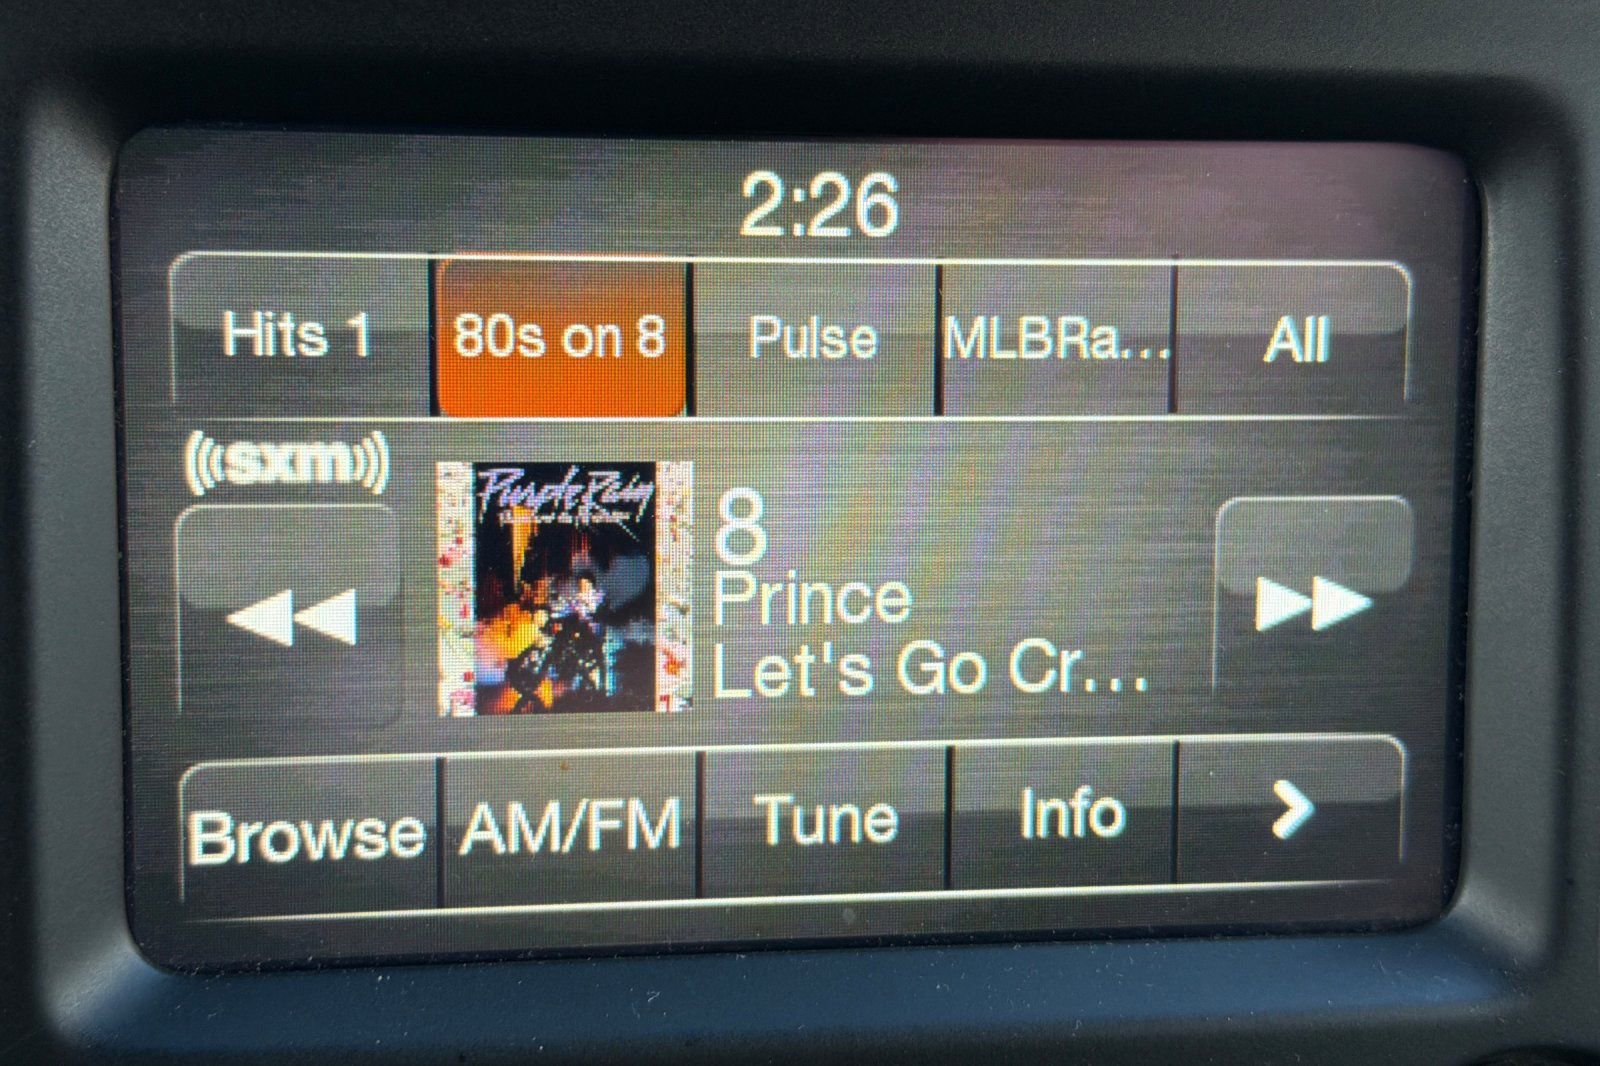 2:26
Hits 1 80s on 8 Pulse MLBRa... All
sxm
Purple Rain
8
Prince
Let's Go Cr...
Browse AM/FM Tune Info